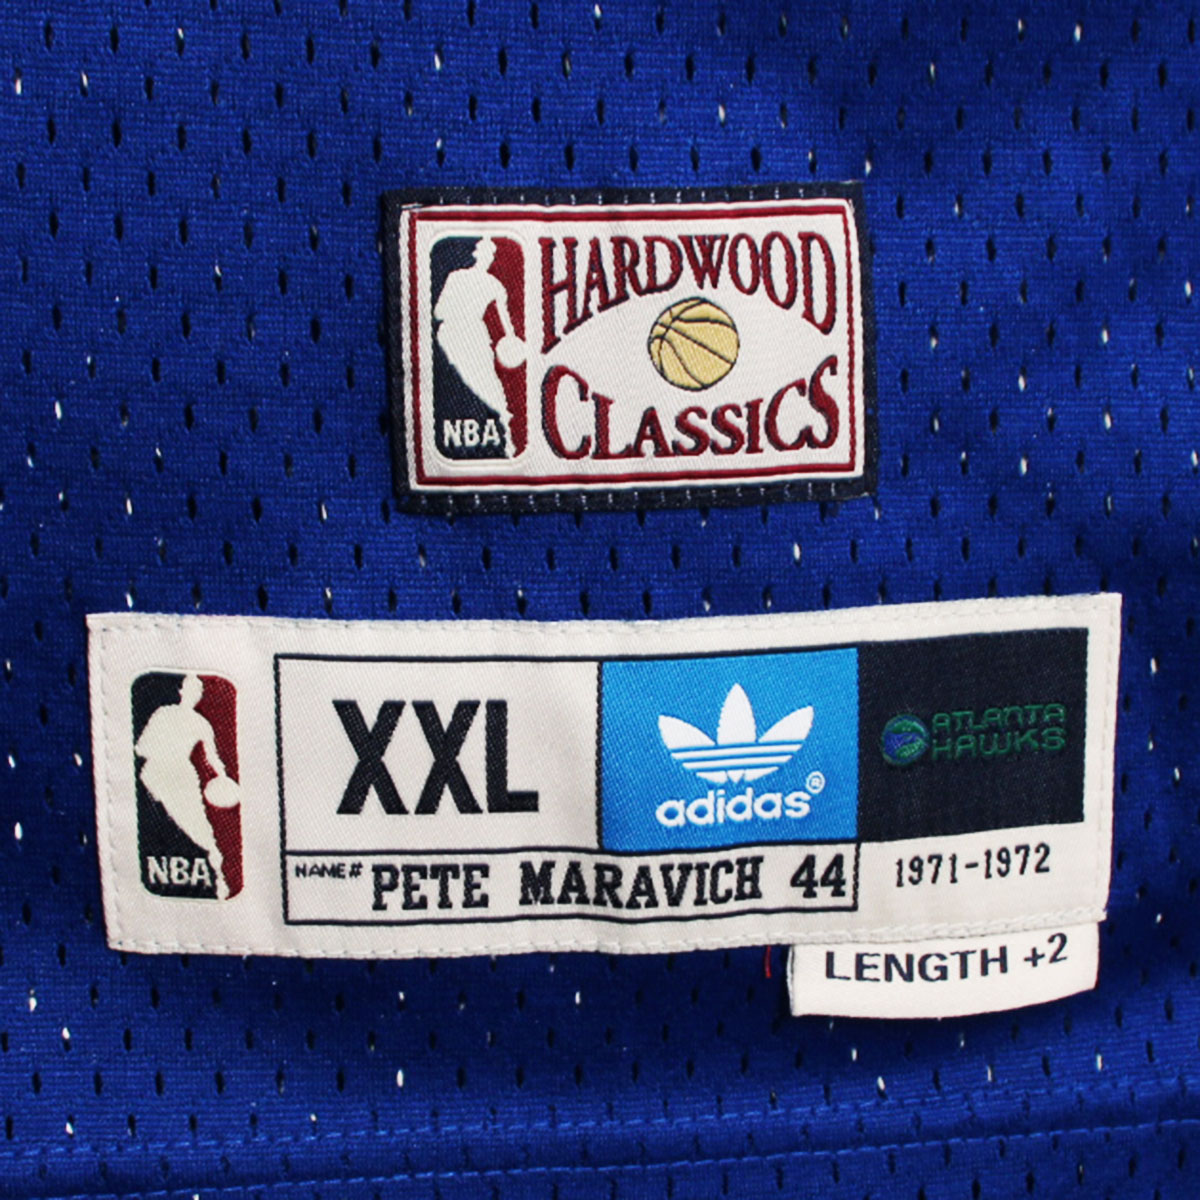 HARDWOOD
CLASSICS
NBA
XXL
adidas®
ATLANTA
HAWKS
NBA
NAME# PETE MARAVICH 44
1971-1972
LENGTH +2